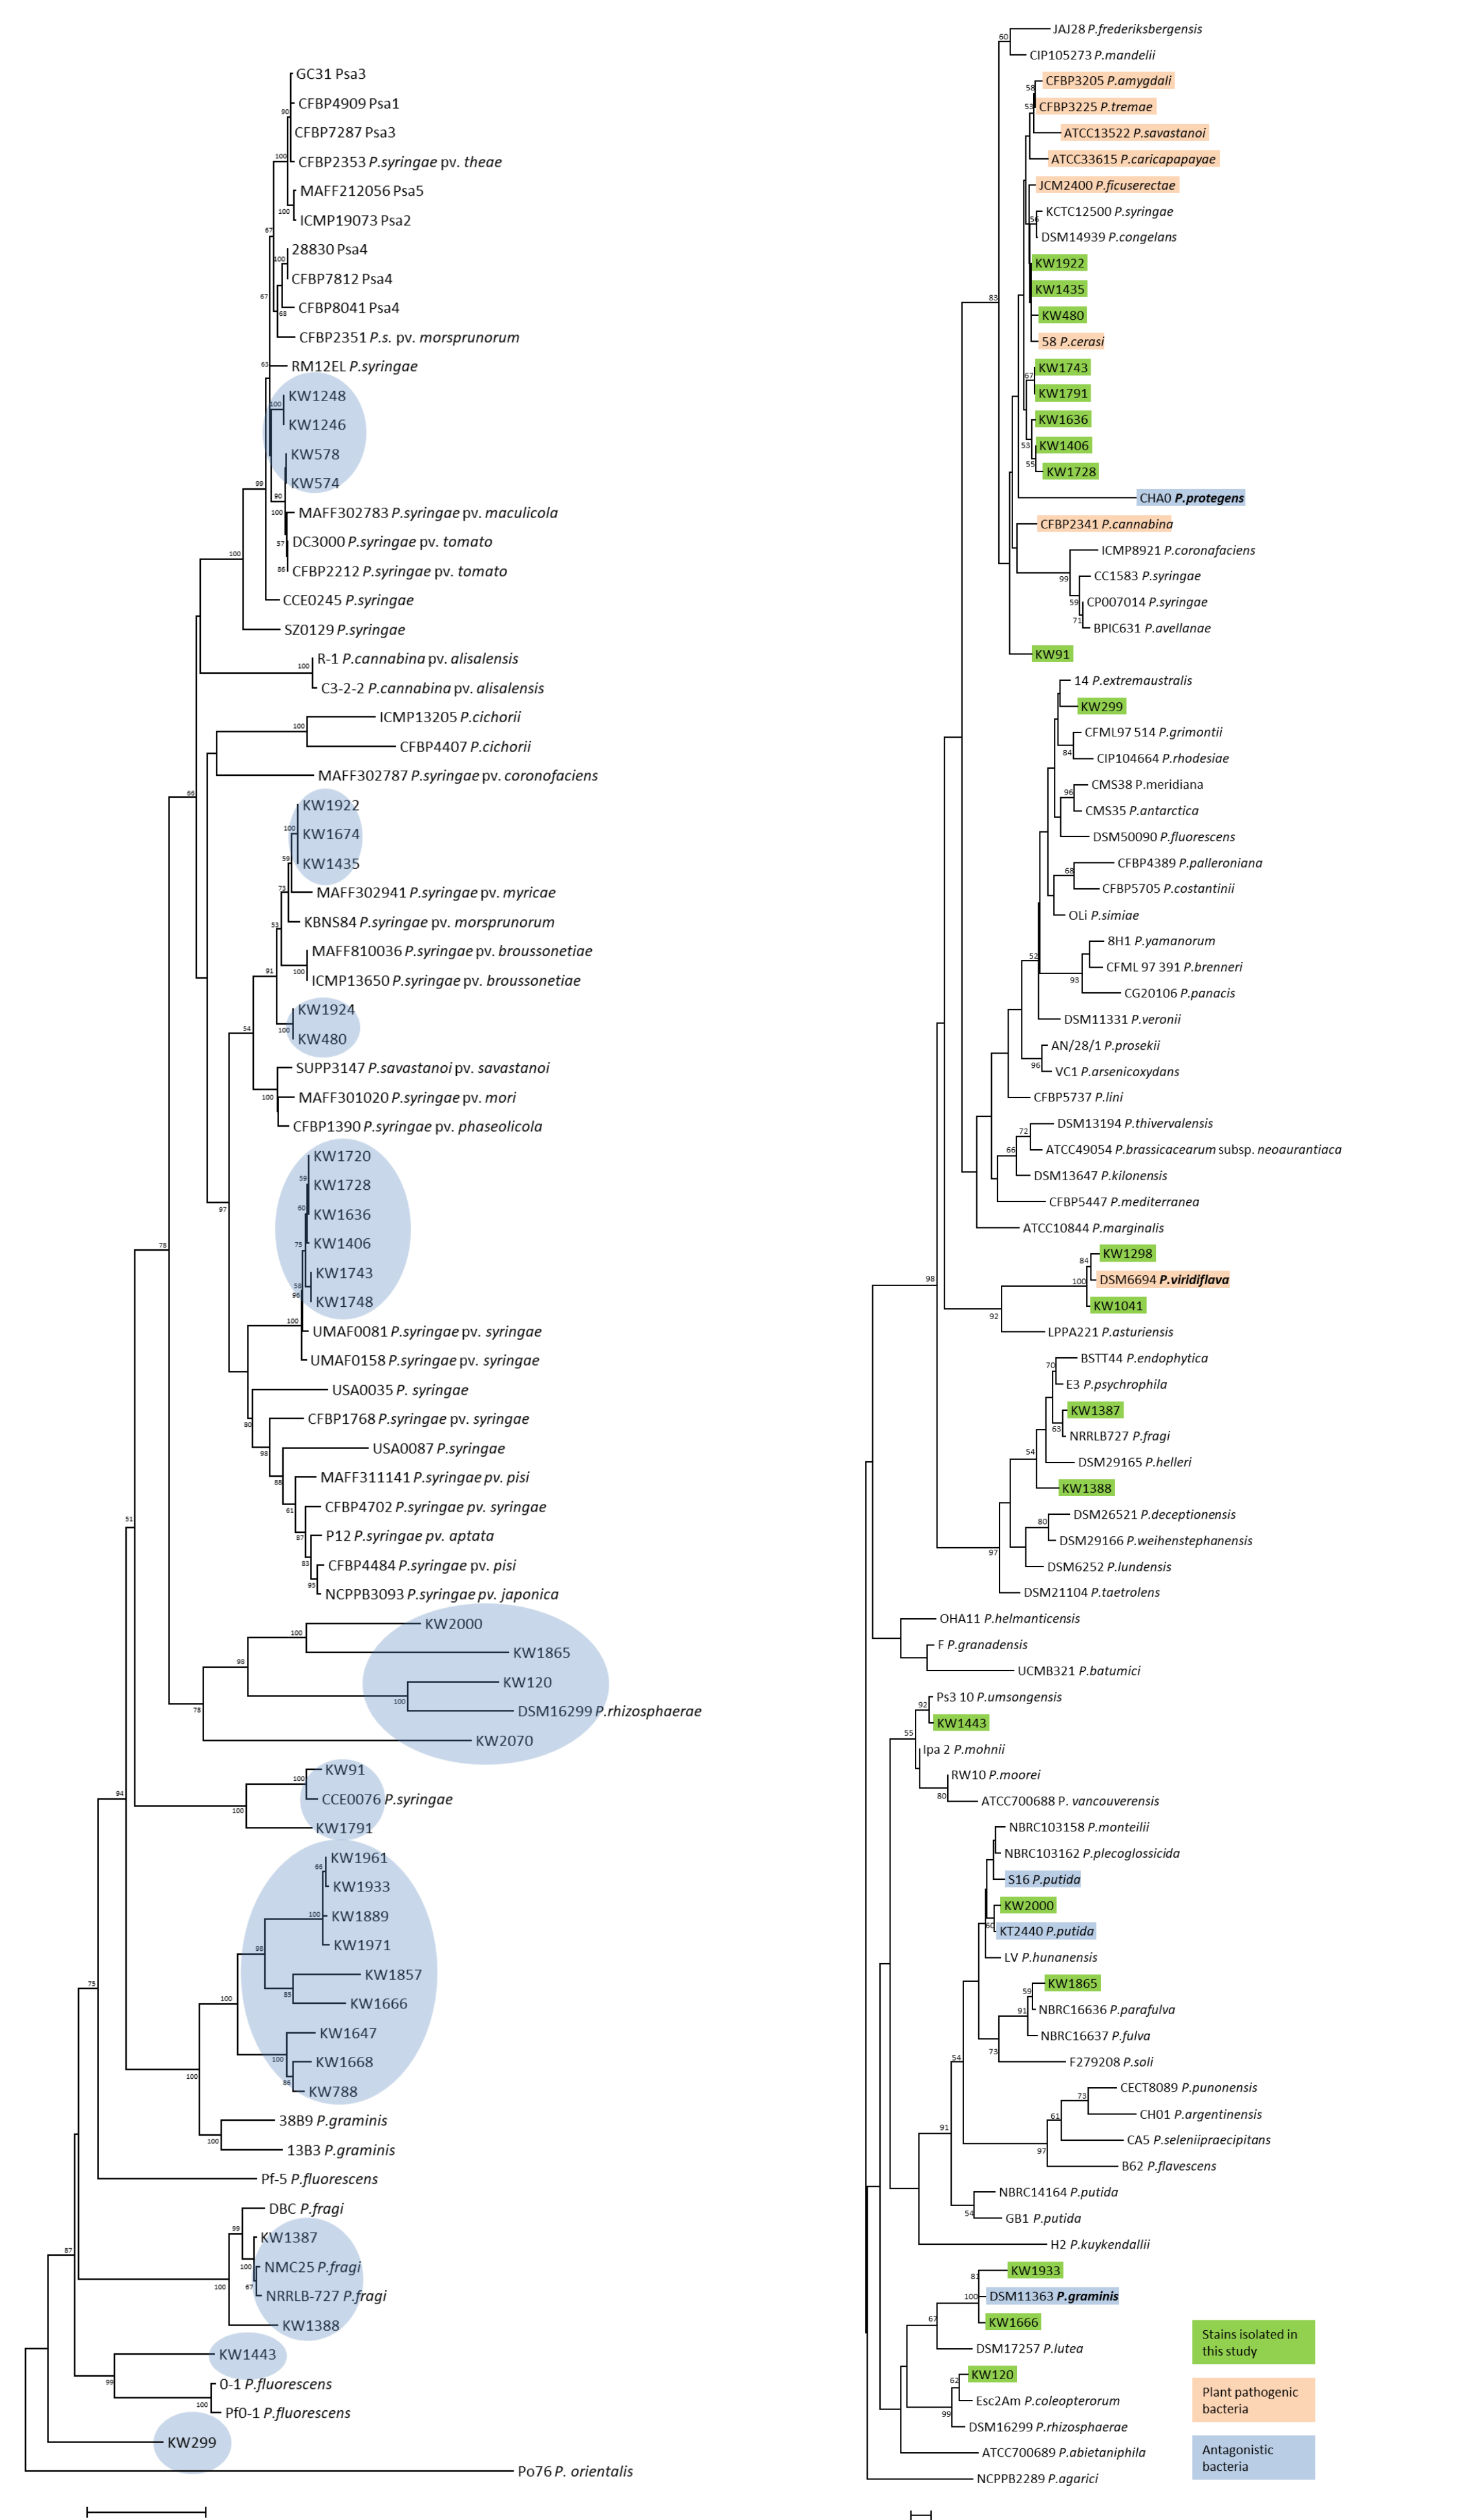 GC31 Psa3
CFBP4909 Psa1
CFBP7287 Psa3
CFBP2353 P.syringae pv. theae
MAFF212056 Psa5
ICMP19073 Psa2
28830 Psa4
CFBP7812 Psa4
CFBP8041 Psa4
CFBP2351 P.s. pv. morsprunorum
RM12EL P.syringae
KW1248
KW1246
KW578
KW574
MAFF302783 P.syringae pv. maculicola
DC3000 P.syringae pv. tomato
CFBP2212 P.syringae pv. tomato
CCE0245 P.syringae
SZ0129 P.syringae
R-1 P.cannabina pv. alisalensis
C3-2-2 P.cannabina pv. alisalensis
ICMP13205 P.cichorii
CFBP4407 P.cichorii
MAFF302787 P.syringae pv. coronofaciens
KW1922
KW1674
KW1435
MAFF302941 P.syringae pv. myricae
KBNS84 P.syringae pv. morsprunorum
MAFF810036 P.syringae pv. broussonetiae
ICMP13650 P.syringae pv. broussonetiae
KW1924
KW480
SUPP3147 P.savastanoi pv. savastanoi
MAFF301020 P.syringae pv. mori
CFBP1390 P.syringae pv. phaseolicola
KW1720
KW1728
KW1636
KW1406
KW1743
KW1748
UMAF0081 P.syringae pv. syringae
UMAF0158 P.syringae pv. syringae
USA0035 P. syringae
CFBP1768 P.syringae pv. syringae
USA0087 P.syringae
MAFF311141 P.syringae pv. pisi
CFBP4702 P.syringae pv. syringae
P12 P.syringae pv. aptata
CFBP4484 P.syringae pv. pisi
NCPPB3093 P.syringae pv. japonica
KW2000
KW1865
KW120
DSM16299 P.rhizosphaerae
KW2070
KW91
CCE0076 P.syringae
KW1791
KW1961
KW1933
KW1889
KW1971
KW1857
KW1666
KW1647
KW1668
KW788
38B9 P.graminis
13B3 P.graminis
Pf-5 P.fluorescens
DBC P.fragi
KW1387
NMC25 P.fragi
NRRLB-727 P.fragi
KW1388
KW1443
0-1 P.fluorescens
Pf0-1 P.fluorescens
KW299
Po76 P. orientalis
JAJ28 P.frederiksbergensis
CIP105273 P.mandelii
CFBP3205 P.amygdali
CFBP3225 P.tremae
ATCC13522 P.savastanoi
ATCC33615 P.caricapapayae
JCM2400 P.ficuserectae
KCTC12500 P.syringae
DSM14939 P.congelans
KW1922
KW1435
KW480
58 P.cerasi
KW1743
KW1791
KW1636
KW1406
KW1728
CHA0 P.protegens
CFBP2341 P.cannabina
ICMP8921 P.coronafaciens
CC1583 P.syringae
CP007014 P.syringae
BPIC631 P.avellanae
KW91
14 P.extremaustralis
KW299
CFML97 514 P.grimontii
CIP104664 P.rhodesiae
CMS38 P.meridiana
CMS35 P.antarctica
DSM50090 P.fluorescens
CFBP4389 P.palleroniana
CFBP5705 P.costantinii
OLi P.simiae
8H1 P.yamanorum
CFML 97 391 P.brenneri
CG20106 P.panacis
DSM11331 P.veronii
AN/28/1 P.prosekii
VC1 P.arsenicoxydans
CFBP5737 P.lini
DSM13194 P.thivervalensis
ATCC49054 P.brassicacearum subsp. neoaurantiaca
DSM13647 P.kilonensis
CFBP5447 P.mediterranea
ATCC10844 P.marginalis
KW1298
DSM6694 P.viridiflava
KW1041
LPPA221 P.asturiensis
BSTT44 P.endophytica
E3 P.psychrophila
KW1387
NRRLB727 P.fragi
DSM29165 P.helleri
KW1388
DSM26521 P.deceptionensis
DSM29166 P.weihenstephanensis
DSM6252 P.lundensis
DSM21104 P.taetrolens
OHA11 P.helmanticensis
F P.granadensis
UCMB321 P.batumici
Ps3 10 P.umsongensis
KW1443
Ipa 2 P.mohnii
RW10 P.moorei
ATCC700688 P. vancouverensis
NBRC103158 P.monteilii
NBRC103162 P.plecoglossicida
S16 P.putida
KW2000
KT2440 P.putida
LV P.hunanensis
KW1865
NBRC16636 P.parafulva
NBRC16637 P.fulva
F279208 P.soli
CECT8089 P.punonensis
CH01 P.argentinensis
CA5 P.seleniipraecipitans
B62 P.flavescens
NBRC14164 P.putida
GB1 P.putida
H2 P.kuykendallii
KW1933
DSM11363 P.graminis
KW1666
DSM17257 P.lutea
KW120
Esc2Am P.coleopterorum
DSM16299 P.rhizosphaerae
ATCC700689 P.abietaniphila
NCPPB2289 P.agarici
Stains isolated in
this study
Plant pathogenic
bacteria
Antagonistic
bacteria